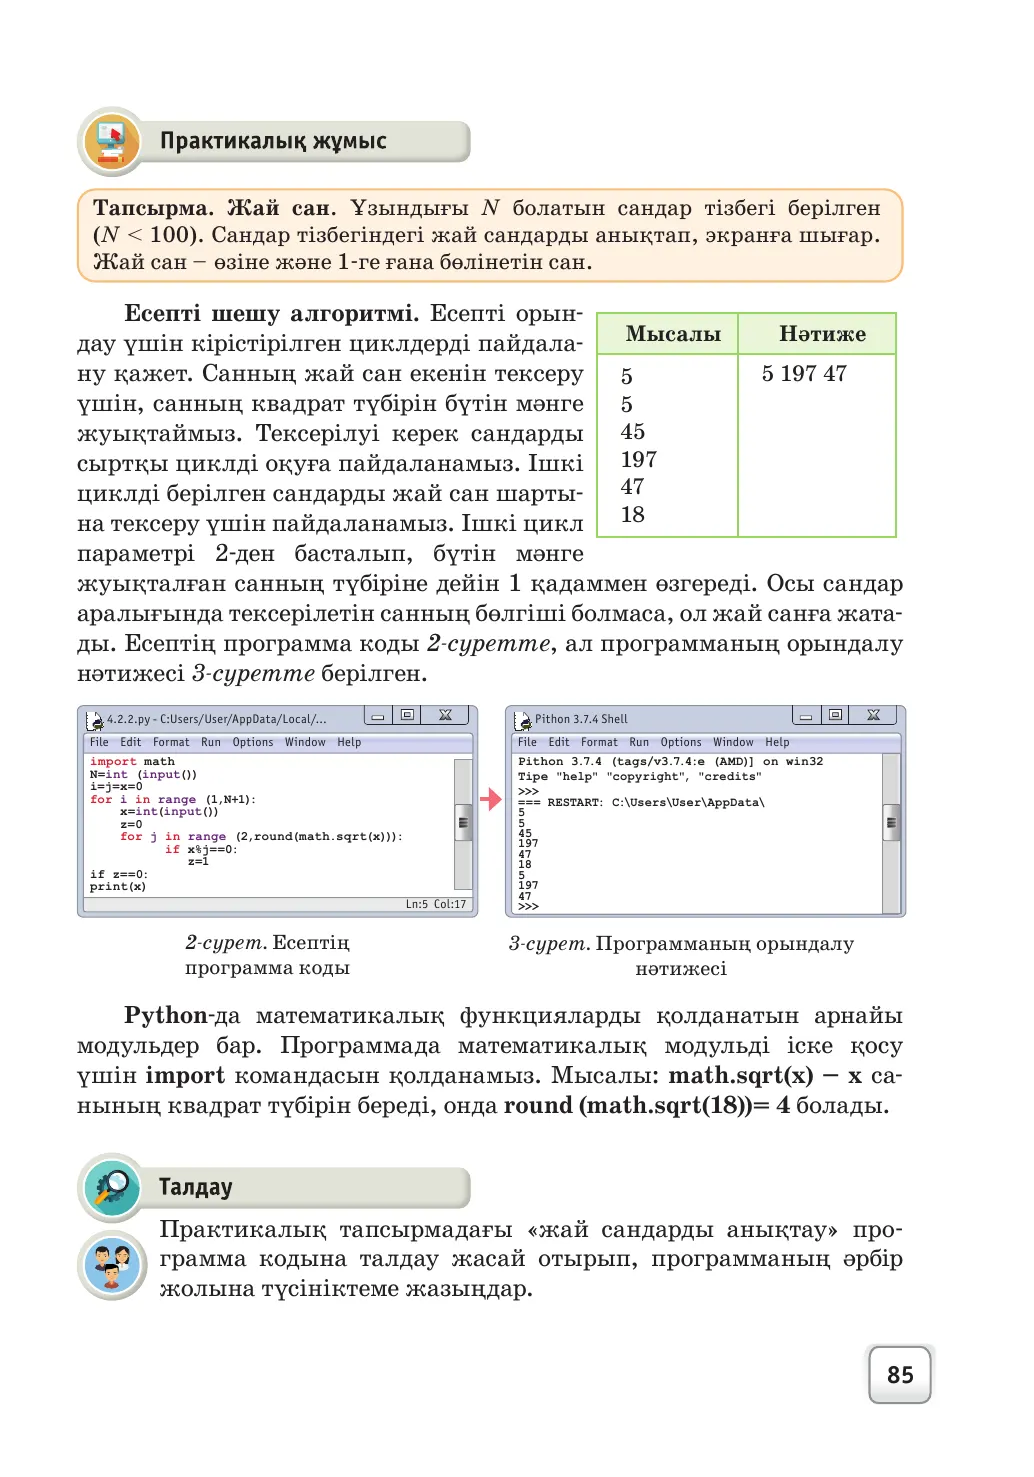 Практикалық жұмыс
Тапсырма. Жай сан. Ұзындығы N болатын сандар тізбегі берілген
(N < 100). Сандар тізбегіндегі жай сандарды анықтап, экранға шығар.
Жай сан – өзіне және 1-ге ғана бөлінетін сан.
Есепті шешу алгоритмі. Есепті орын-
дау үшін кірістірілген циклдерді пайдала-
ну қажет. Санның жай сан екенін тексеру
үшін, санның квадрат түбірін бүтін мәнге
жуықтаймыз. Тексерілуі керек сандарды
сыртқы циклді оқуға пайдаланамыз. Ішкі
циклді берілген сандарды жай сан шарты-
на тексеру үшін пайдаланамыз. Ішкі цикл
параметрі 2-ден басталып, бүтін мәнге
жуықталған санның түбіріне дейін 1 қадаммен өзгереді. Осы сандар
аралығында тексерілетін санның бөлгіші болмаса, ол жай санға жата-
ды. Есептің программа коды 2-суретте, ал программаның орындалу
нәтижесі 3-суретте берілген.
Мысалы Нәтиже
5 5 197 47
5
45
197
47
18
4.2.2.py - C:Users/User/AppData/Local/...
File Edit Format Run Options Window Help
import math
N=int (input())
i=j=x=0
for i in range (1,N+1):
x=int(input())
z=0
for j in range (2,round(math.sqrt(x))):
if x%j==0:
z=1
if z==0:
print(x)
Ln:5 Col:17
Pithon 3.7.4 Shell
File Edit Format Run Options Window Help
Pithon 3.7.4 (tags/v3.7.4:e (AMD)] on win32
Tipe "help" "copyright", "credits"
>>>
=== RESTART: C:\Users\User\AppData\
5
5
45
197
47
18
5
197
47
>>>
2-сурет. Есептің
программа коды
3-сурет. Программаның орындалу
нәтижесі
Python-да математикалық функцияларды қолданатын арнайы
модульдер бар. Программада математикалық модульді іске қосу
үшін import командасын қолданамыз. Мысалы: math.sqrt(x) – x са-
нының квадрат түбірін береді, онда round (math.sqrt(18))= 4 болады.
Талдау
Практикалық тапсырмадағы «жай сандарды анықтау» про-
грамма кодына талдау жасай отырып, программаның әрбір
жолына түсініктеме жазыңдар.
85